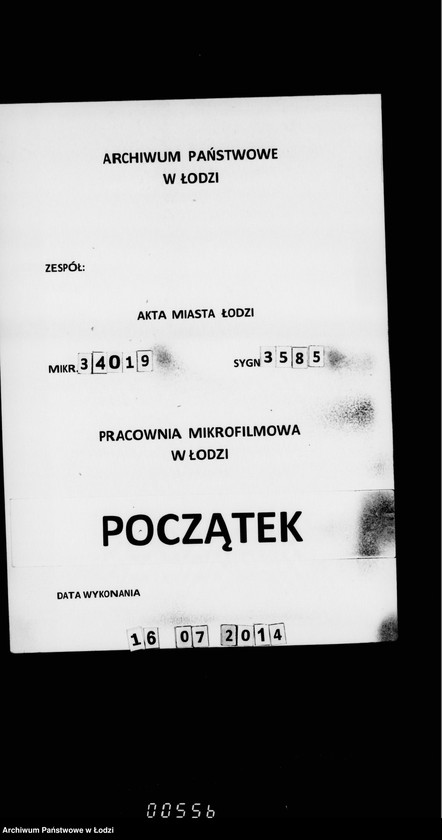 ARCHIWUM PAŃSTWOWE
W ŁODZI
ZESPÓŁ:
AKTA MIASTA ŁODZI
MIKR. 34019 SYGN 3585
PRACOWNIA MIKROFILMOWA
W ŁODZI
POCZĄTEK
DATA WYKONANIA
16 07 2014
00556
Archiwum Państwowe w Łodzi